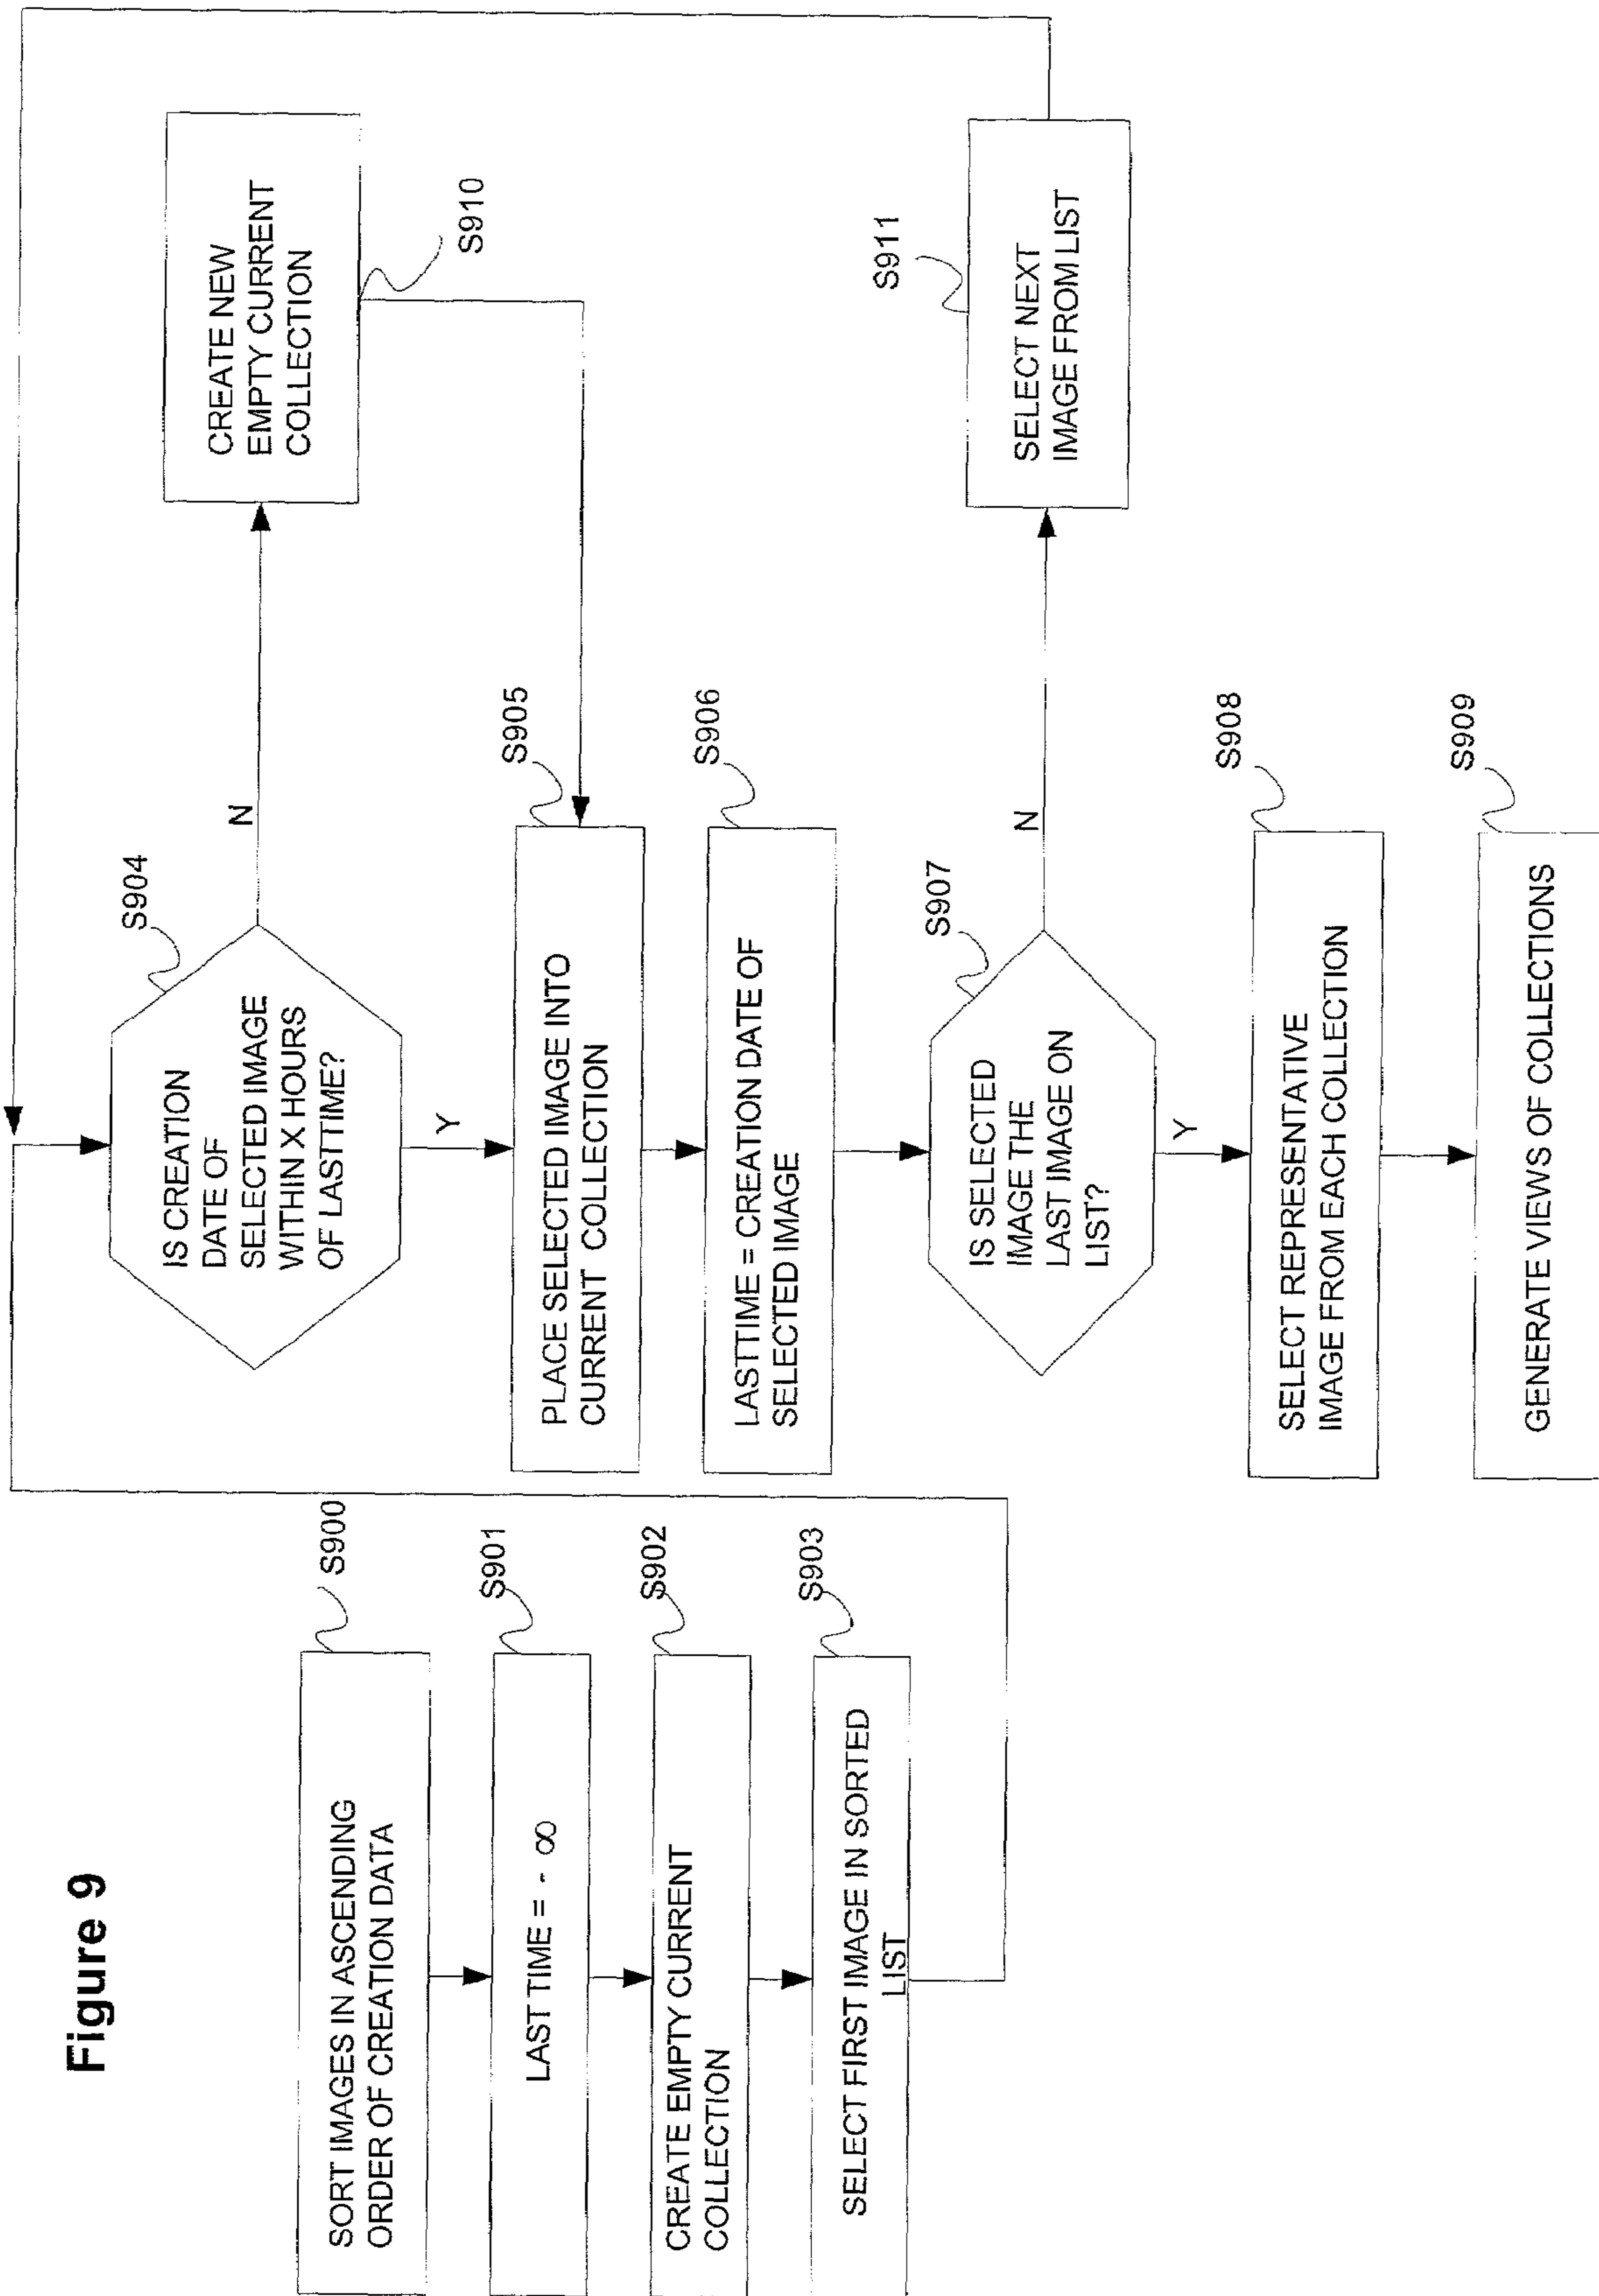 Figure 9
SORT IMAGES IN ASCENDING
ORDER OF CREATION DATA
S900
LAST TIME = - ∞
S901
CREATE EMPTY CURRENT
COLLECTION
S902
SELECT FIRST IMAGE IN SORTED
LIST
S903
IS CREATION
DATE OF
SELECTED IMAGE
WITHIN X HOURS
OF LASTTIME?
S904
N
Y
CREATE NEW
EMPTY CURRENT
COLLECTION
S910
PLACE SELECTED IMAGE INTO
CURRENT COLLECTION
S905
LASTTIME = CREATION DATE OF
SELECTED IMAGE
S906
IS SELECTED
IMAGE THE
LAST IMAGE ON
LIST?
S907
N
Y
SELECT NEXT
IMAGE FROM LIST
S911
SELECT REPRESENTATIVE
IMAGE FROM EACH COLLECTION
S908
GENERATE VIEWS OF COLLECTIONS
S909